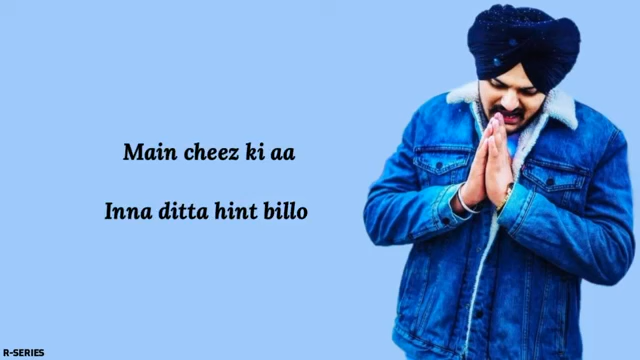 Main cheez ki aa
Inna ditta hint billo
R-SERIES